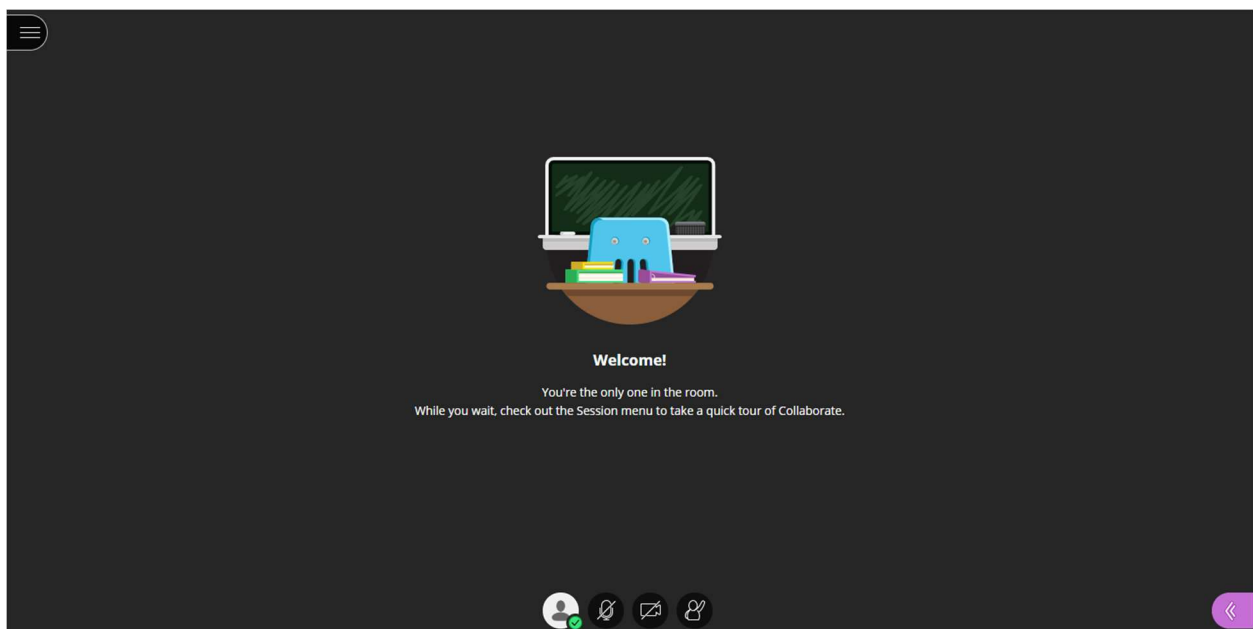 Welcome!
You're the only one in the room.
While you wait, check out the Session menu to take a quick tour of Collaborate.